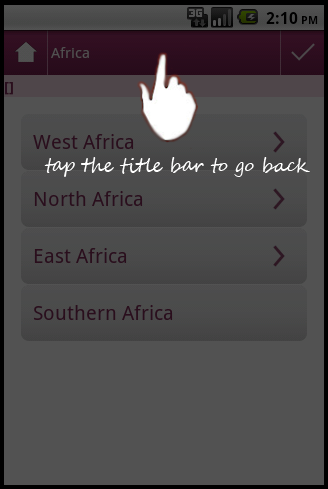 3G 2:10 PM
Africa
[]
West Africa
tap the title bar to go back
North Africa
East Africa
Southern Africa